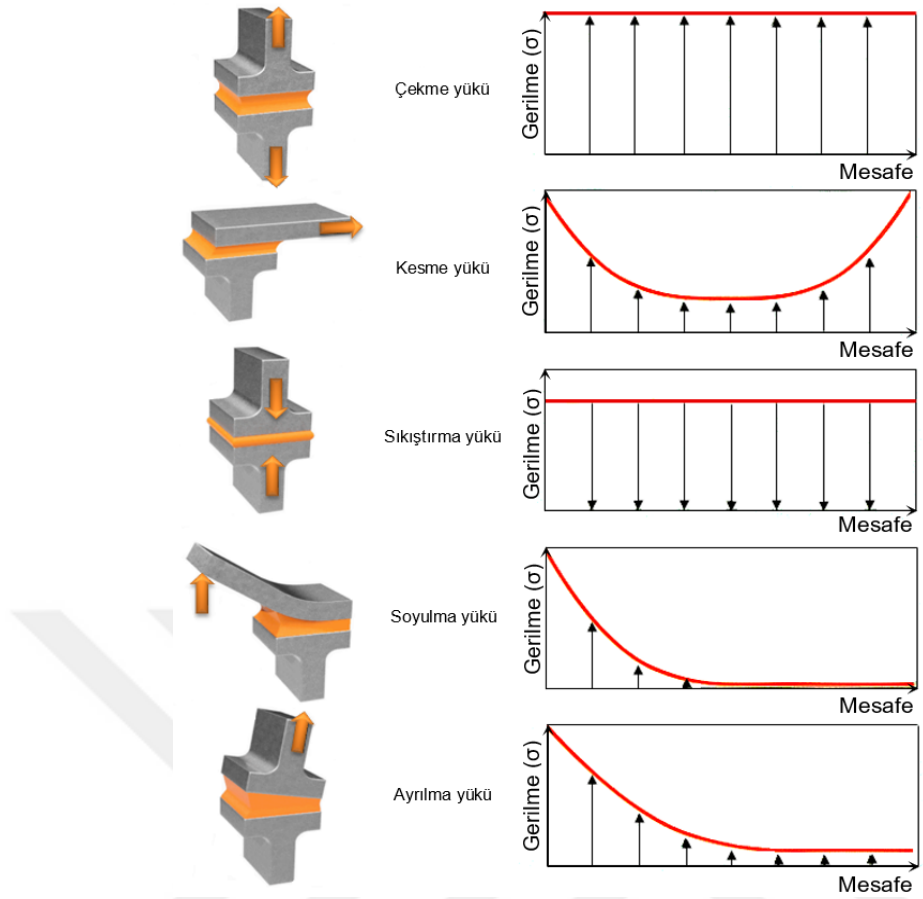 Çekme yükü
Gerilme (σ)
Mesafe
Kesme yükü
Gerilme (σ)
Mesafe
Sıkıştırma yükü
Gerilme (σ)
Mesafe
Soyulma yükü
Gerilme (σ)
Mesafe
Ayrılma yükü
Gerilme (σ)
Mesafe